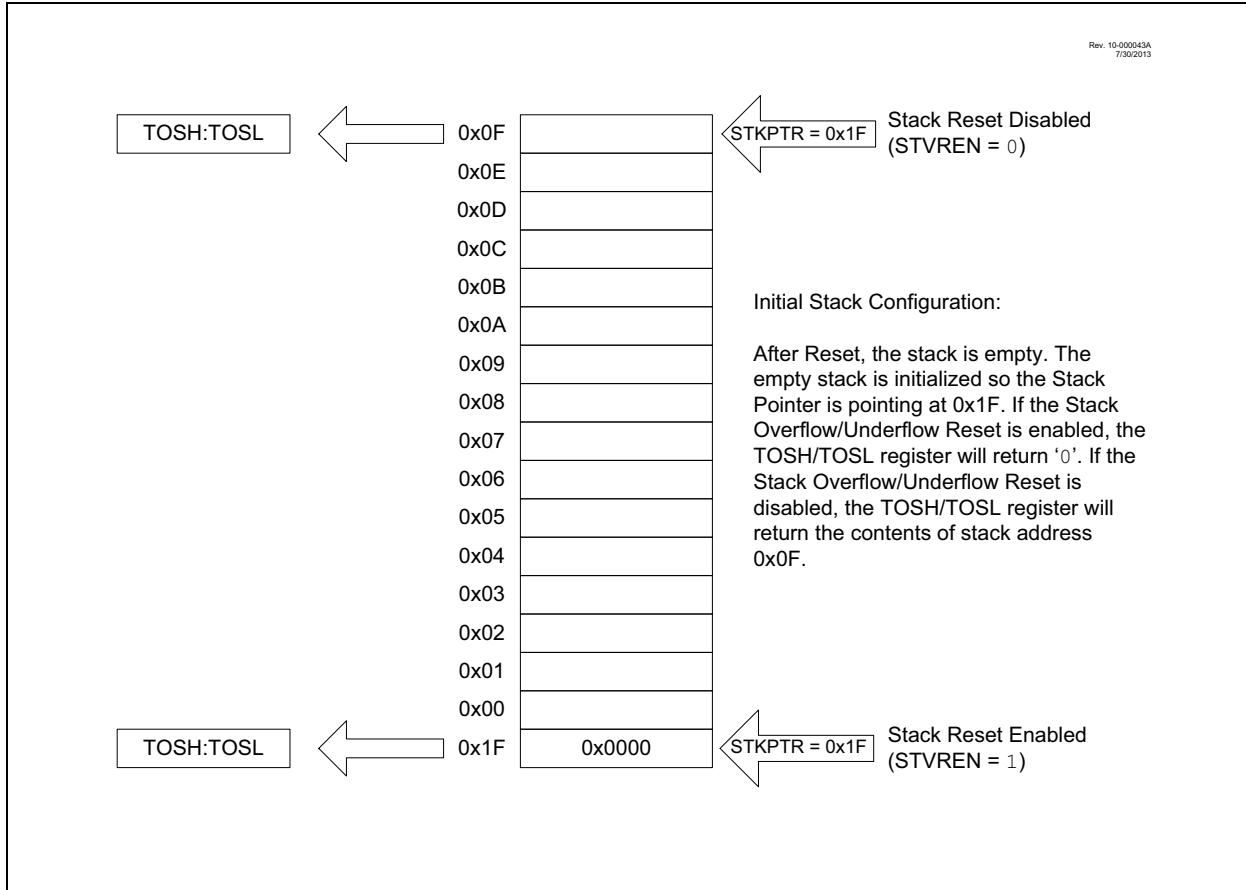 Rev. 10-000043A
7/30/2013
TOSH:TOSL
0x0F
STKPTR = 0x1F
Stack Reset Disabled
(STVREN = 0)
0x0E
0x0D
0x0C
0x0B
0x0A
0x09
0x08
0x07
0x06
0x05
0x04
0x03
0x02
0x01
0x00
Initial Stack Configuration:
After Reset, the stack is empty. The
empty stack is initialized so the Stack
Pointer is pointing at 0x1F. If the Stack
Overflow/Underflow Reset is enabled, the
TOSH/TOSL register will return ‘0’. If the
Stack Overflow/Underflow Reset is
disabled, the TOSH/TOSL register will
return the contents of stack address
0x0F.
TOSH:TOSL
0x1F
0x0000
STKPTR = 0x1F
Stack Reset Enabled
(STVREN = 1)